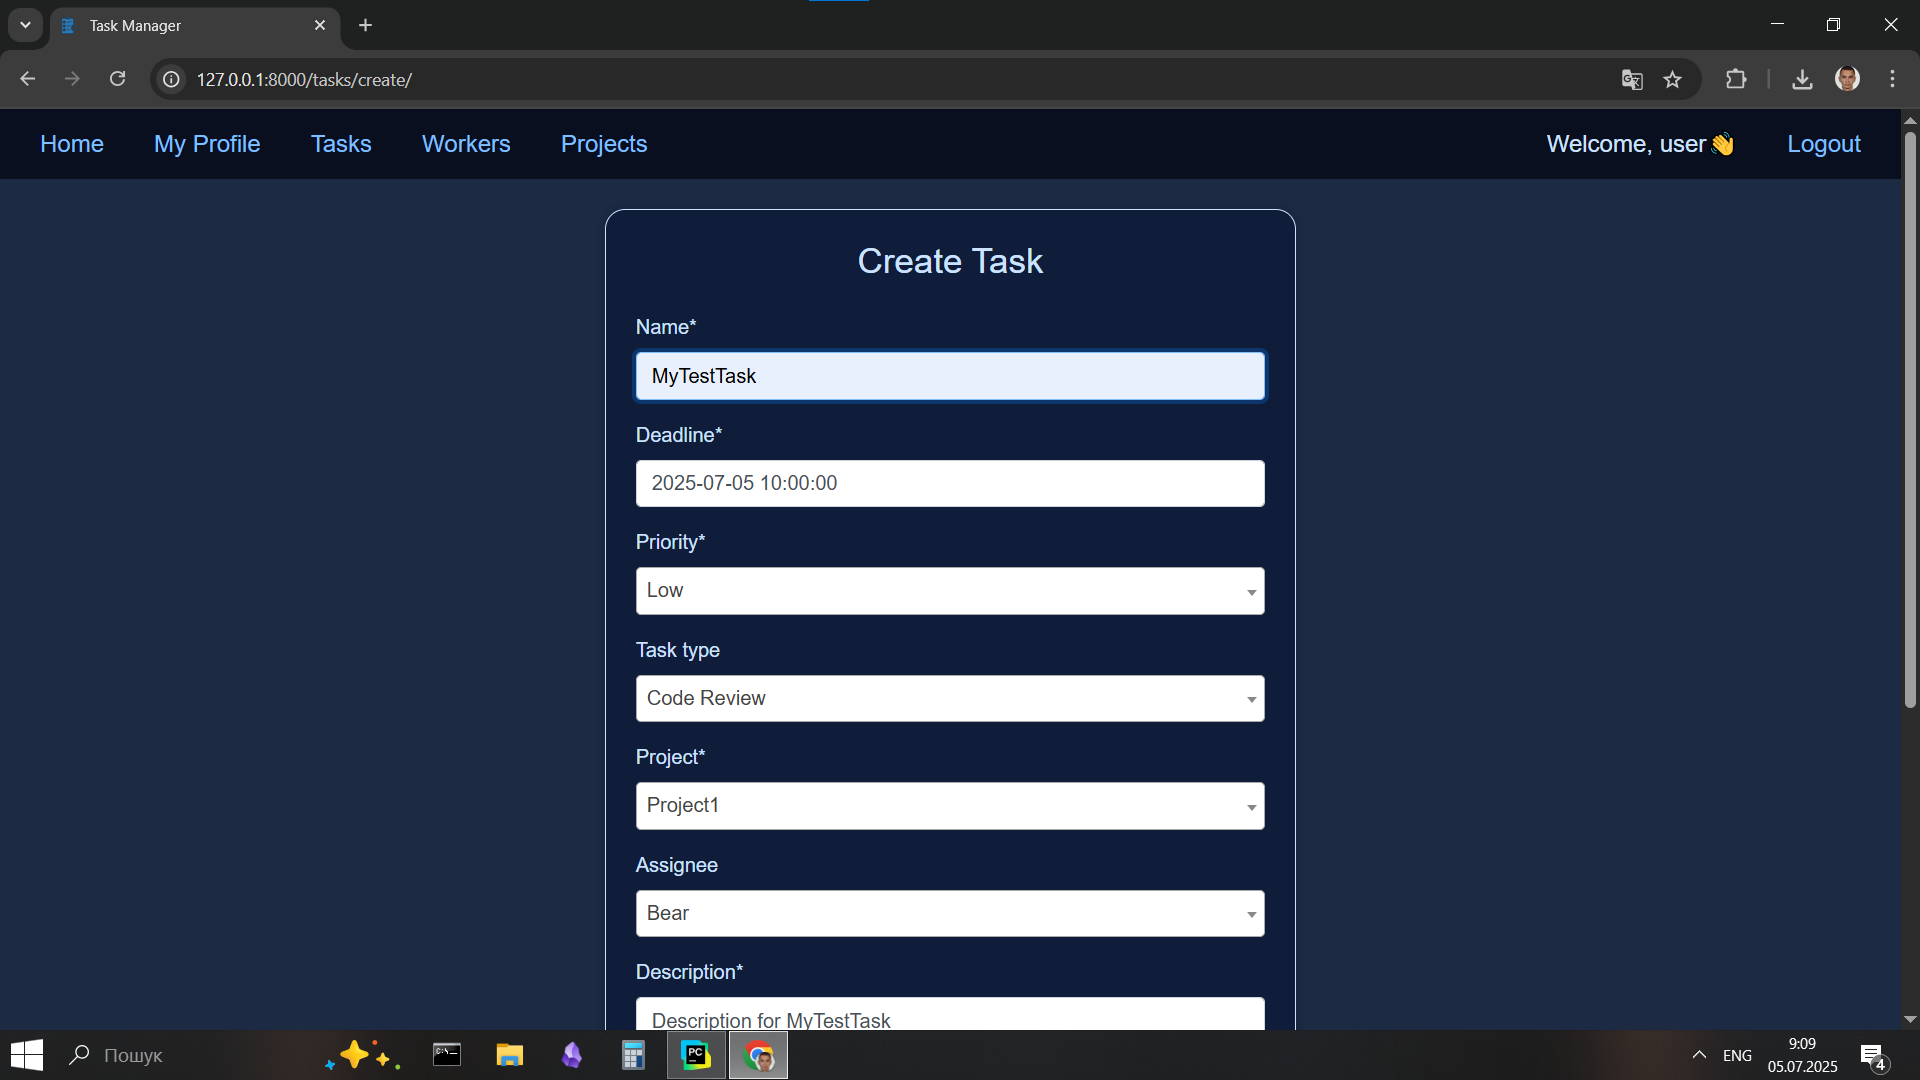 Task Manager
127.0.0.1:8000/tasks/create/
Home My Profile Tasks Workers Projects Welcome, user👋 Logout
Create Task
Name*
MyTestTask
Deadline*
2025-07-05 10:00:00
Priority*
Low
Task type
Code Review
Project*
Project1
Assignee
Bear
Description*
Description for MyTestTask
Пошук
C:\_
PC
ENG
9:09
05.07.2025
4